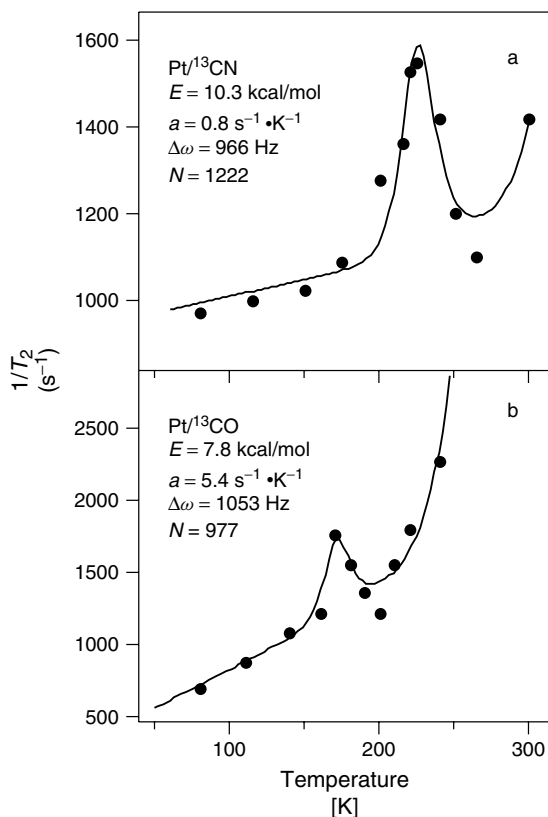 1600
1400
1200
1000
a
Pt/¹³CN
E = 10.3 kcal/mol
a = 0.8 s⁻¹ •K⁻¹
Δω = 966 Hz
N = 1222
1/T₂
(s⁻¹)
2500
2000
1500
1000
500
b
Pt/¹³CO
E = 7.8 kcal/mol
a = 5.4 s⁻¹ •K⁻¹
Δω = 1053 Hz
N = 977
100 200 300
Temperature
[K]